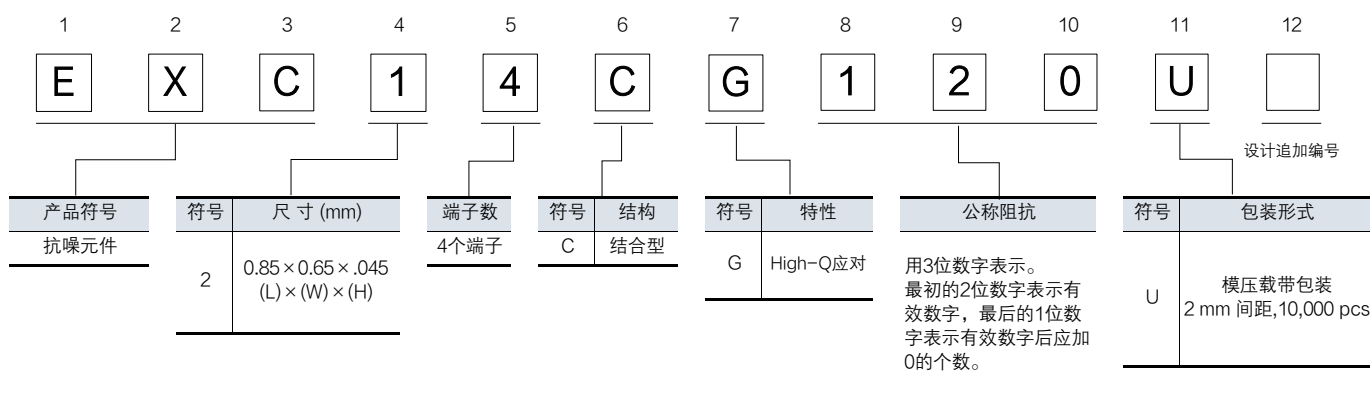 1 2 3 4 5 6 7 8 9 10 11 12
E X C 1 4 C G 1 2 0 U
设计追加编号
产品符号
抗噪元件
符号 尺 寸 (mm)
2 0.85×0.65×.045
(L)×(W)×(H)
端子数
4个端子
符号 结构
C 结合型
符号 特性
G High-Q应对
公称阻抗
用3位数字表示。
最初的2位数字表示有
效数字，最后的1位数
字表示有效数字后应加
0的个数。
符号 包装形式
U 模压载带包装
2 mm 间距,10,000 pcs